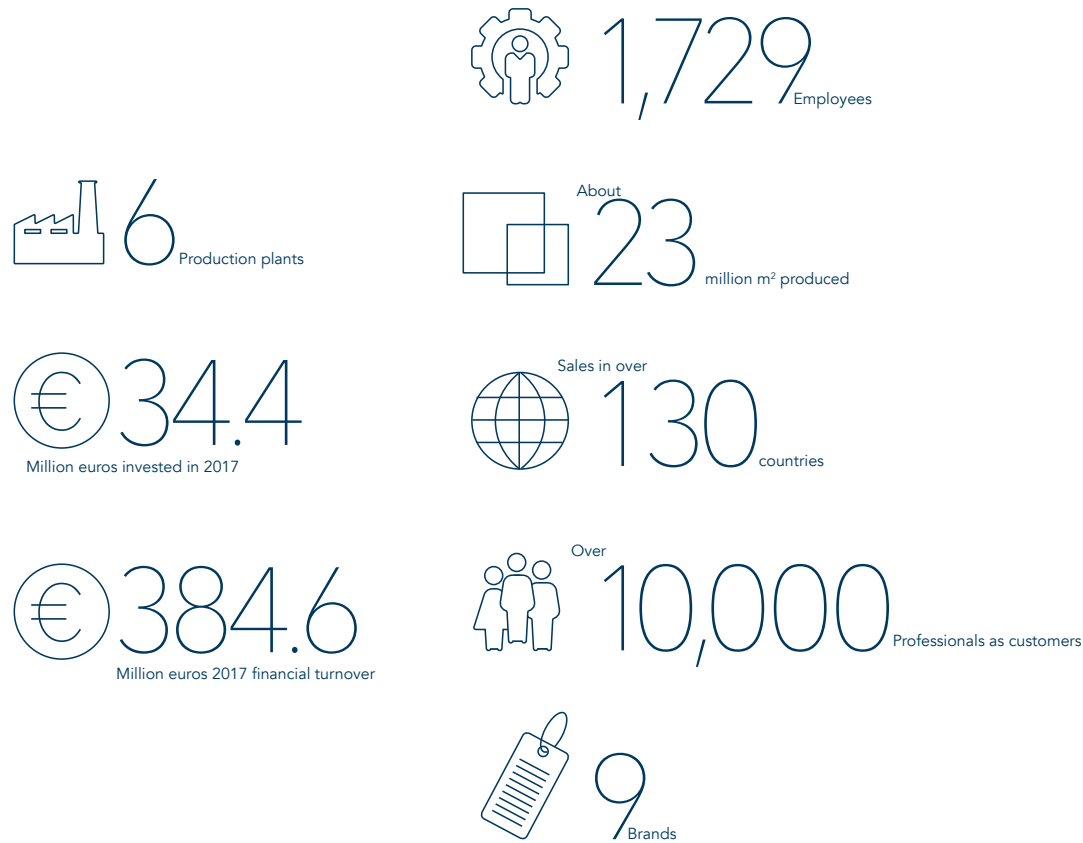 1,729 Employees
6 Production plants
About
23 million m² produced
34.4
Million euros invested in 2017
Sales in over
130 countries
384.6
Million euros 2017 financial turnover
Over
10,000 Professionals as customers
9 Brands